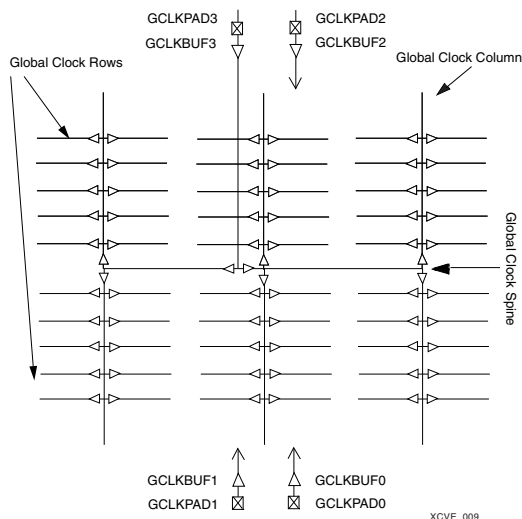 GCLKPAD3 GCLKPAD2
GCLKBUF3 GCLKBUF2
Global Clock Rows
Global Clock Column
Global Clock Spine
GCLKBUF1 GCLKBUF0
GCLKPAD1 GCLKPAD0
XCVE_009